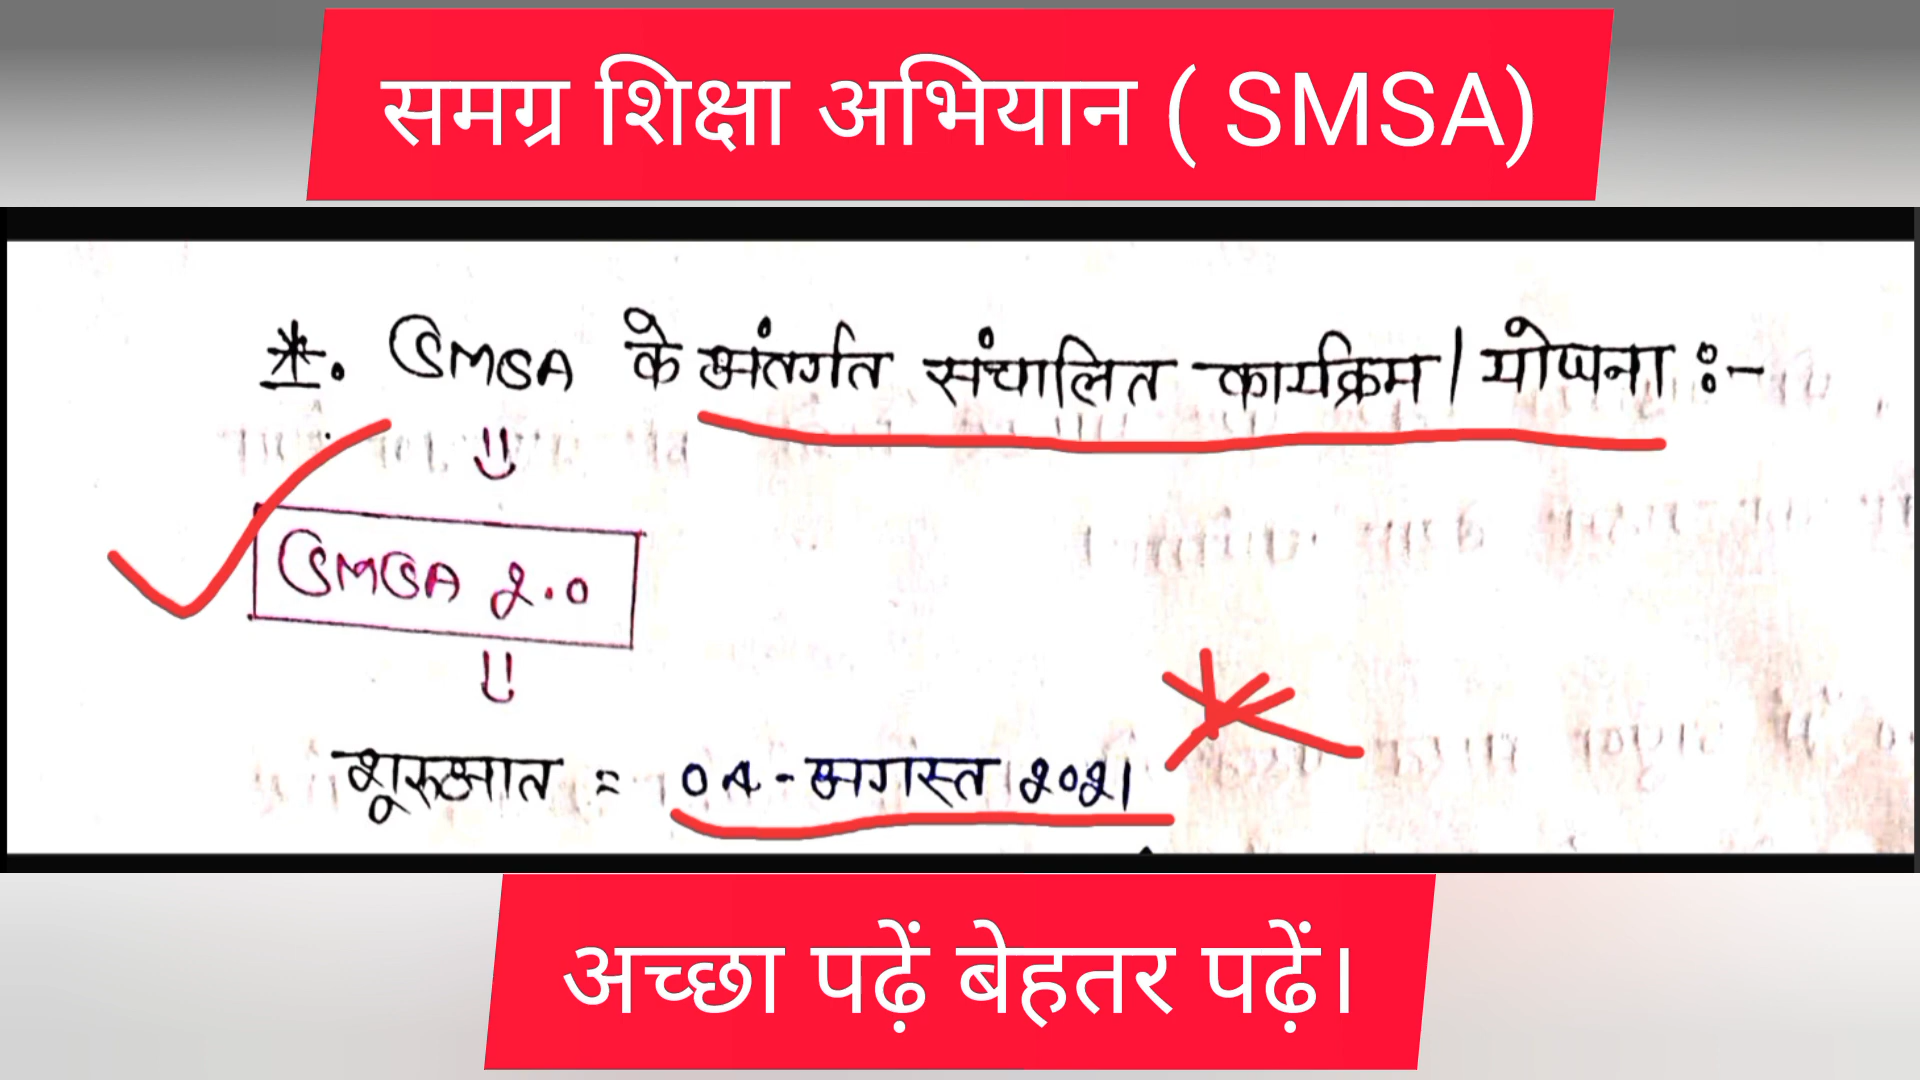 समग्र शिक्षा अभियान ( SMSA)
*. SMSA के अंतर्गत संचालित कार्यक्रम / योजना :-
SMSA 2.0
शुरूआत = 04 - अगस्त 2021
अच्छा पढ़ें बेहतर पढ़ें।